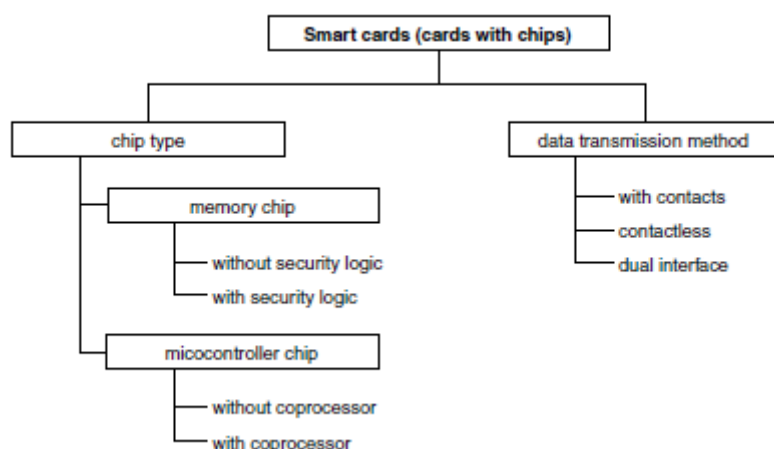 Smart cards (cards with chips)
chip type
data transmission method
memory chip
with contacts
contactless
without security logic
dual interface
with security logic
micocontroller chip
without coprocessor
with coprocessor